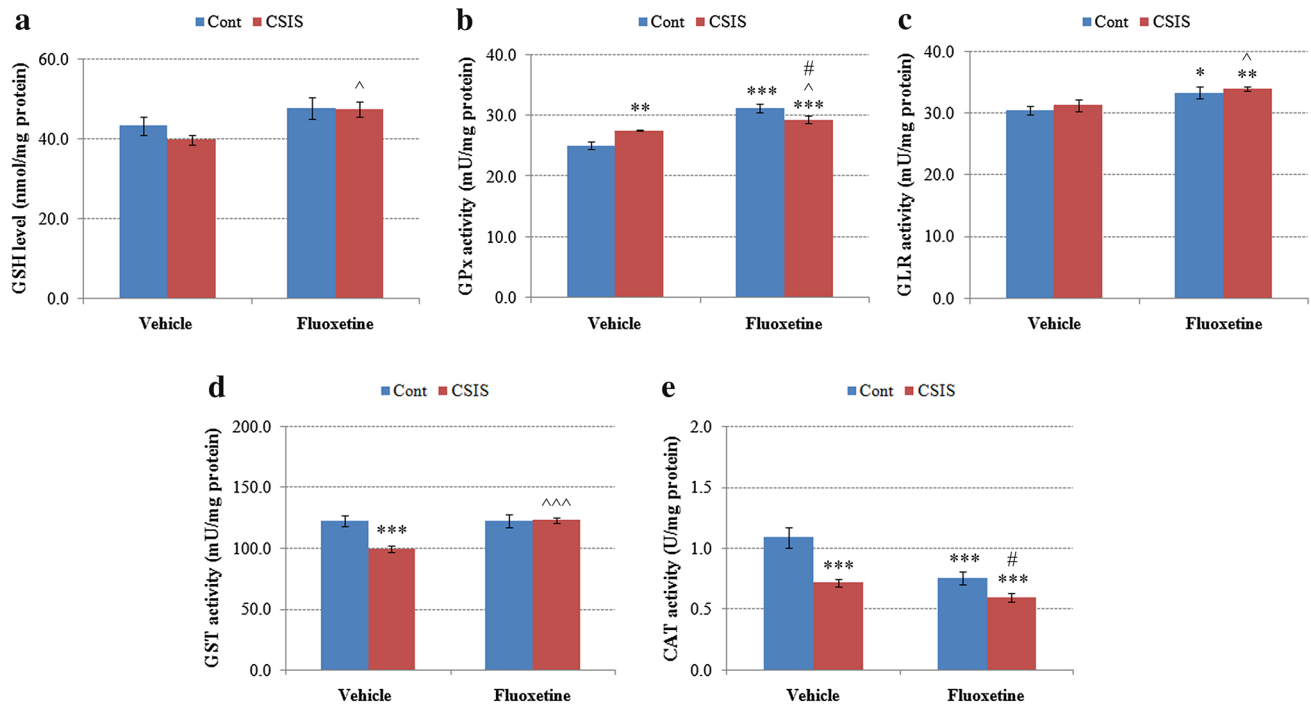 a
Cont CSIS
GSH level (nmol/mg protein)
60.0
40.0
20.0
0.0
^
Vehicle Fluoxetine
b
Cont CSIS
GPx activity (mU/mg protein)
40.0
30.0
20.0
10.0
0.0
**
***
#
^
***
Vehicle Fluoxetine
c
Cont CSIS
GLR activity (mU/mg protein)
40.0
30.0
20.0
10.0
0.0
*
^
**
Vehicle Fluoxetine
d
Cont CSIS
GST activity (mU/mg protein)
200.0
150.0
100.0
50.0
0.0
***
^^^
Vehicle Fluoxetine
e
Cont CSIS
CAT activity (U/mg protein)
2.0
1.5
1.0
0.5
0.0
***
***
#
***
Vehicle Fluoxetine